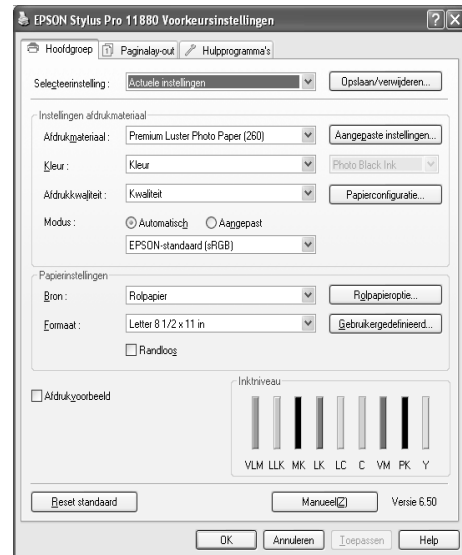 EPSON Stylus Pro 11880 Voorkeursinstellingen
Hoofdgroep Paginalay-out Hulpprogramma's
Selecteerinstelling : Actuele instellingen Opslaan/verwijderen...
Instellingen afdrukmateriaal
Afdrukmateriaal : Premium Luster Photo Paper (260) Aangepaste instellingen...
Kleur : Kleur Photo Black Ink
Afdrukkwaliteit : Kwaliteit Papierconfiguratie...
Modus : Automatisch Aangepast
EPSON-standaard (sRGB)
Papierinstellingen
Bron : Rolpapier Rolpapieroptie...
Formaat : Letter 8 1/2 x 11 in Gebruikergedefinieerd...
Randloos
Afdrukvoorbeeld
Inktniveau
VLM LLK MK LK LC C VM PK Y
Reset standaard Manueel(Z) Versie 6.50
OK Annuleren Toepassen Help